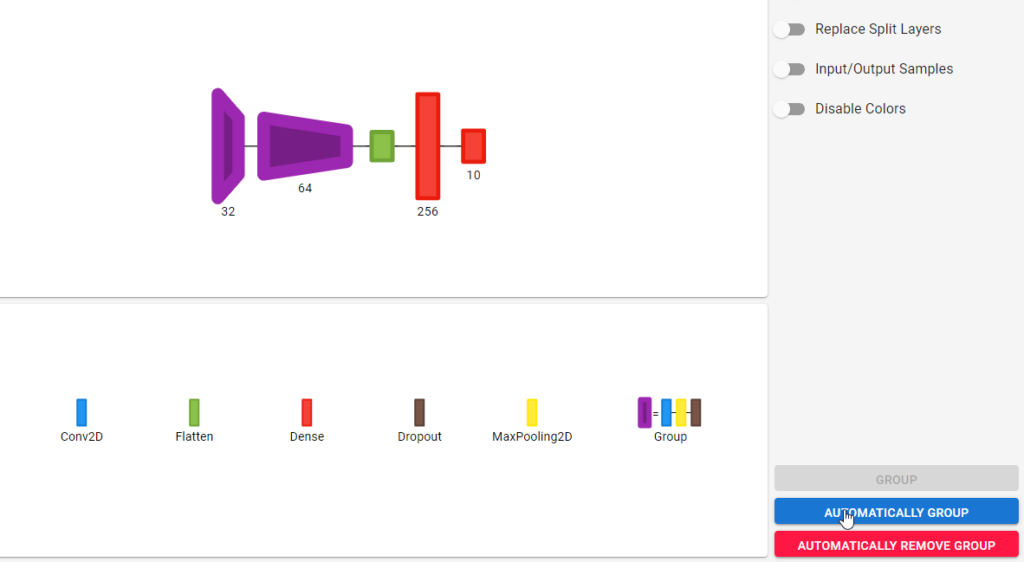 Replace Split Layers
Input/Output Samples
Disable Colors
64
10
32
256
=
Conv2D
Flatten
Dense
Dropout
MaxPooling2D
Group
GROUP
AUTOMATICALLY GROUP
AUTOMATICALLY REMOVE GROUP